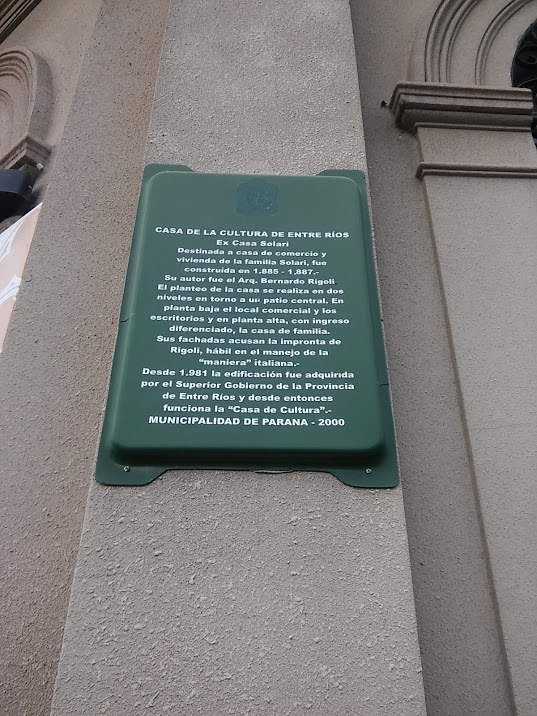 CASA DE LA CULTURA DE ENTRE RÍOS
Ex Casa Solari
Destinada a casa de comercio y
vivienda de la familia Solari, fue
construida en 1.885 - 1,887.-
Su autor fue el Arq. Bernardo Rigoli
El planteo de la casa se realiza en dos
niveles en torno a un patio central. En
planta baja el local comercial y los
escritorios y en planta alta, con ingreso
diferenciado, la casa de familia.
Sus fachadas acusan la impronta de
Rigoli, hábil en el manejo de la
"maniera" italiana.-
Desde 1.981 la edificación fue adquirida
por el Superior Gobierno de la Provincia
de Entre Ríos y desde entonces
funciona la "Casa de Cultura".-
MUNICIPALIDAD DE PARANA - 2000